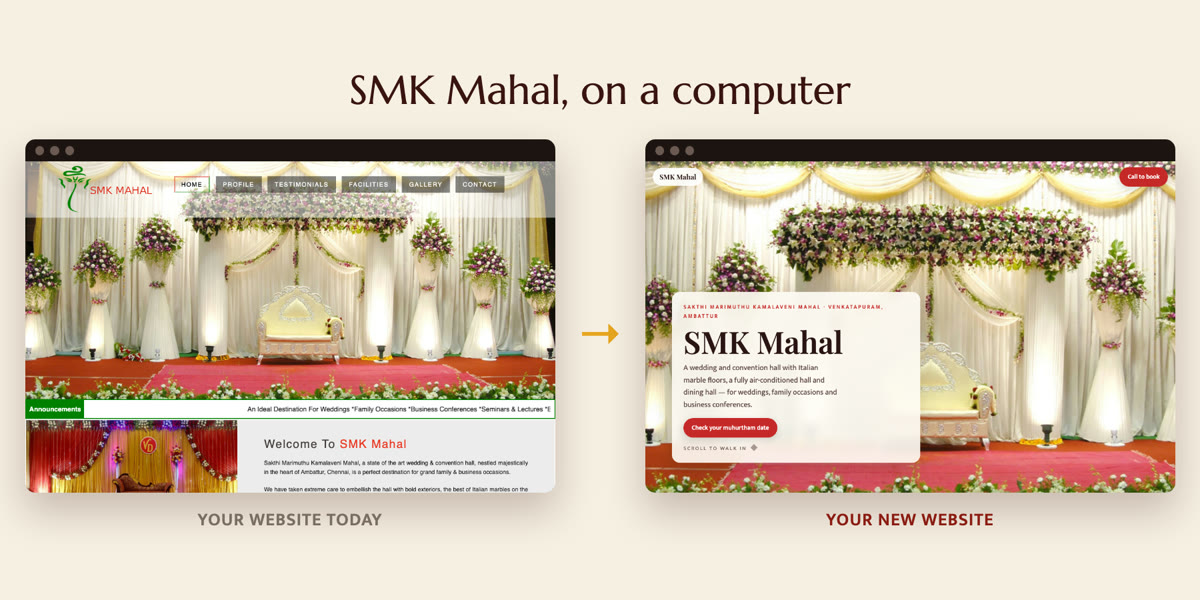 SMK Mahal, on a computer
SMK MAHAL
HOME
PROFILE
TESTIMONIALS
FACILITIES
GALLERY
CONTACT
Announcements
An Ideal Destination For Weddings *Family Occasions *Business Conferences *Seminars & Lectures *E
VD
Welcome To SMK Mahal
Sakthi Marimuthu Kamalaveni Mahal, a state of the art wedding & convention hall, nestled majestically
in the heart of Ambattur, Chennai, is a perfect destination for grand family & business occasions.
We have taken extreme care to embellish the hall with bold exteriors, the best of Italian marbles on the
YOUR WEBSITE TODAY
SMK Mahal
Call to book
SAKTHI MARIMUTHU KAMALAVENI MAHAL · VENKATAPURAM,
AMBATTUR
SMK Mahal
A wedding and convention hall with Italian
marble floors, a fully air-conditioned hall and
dining hall — for weddings, family occasions and
business conferences.
Check your muhurtham date
SCROLL TO WALK IN
YOUR NEW WEBSITE